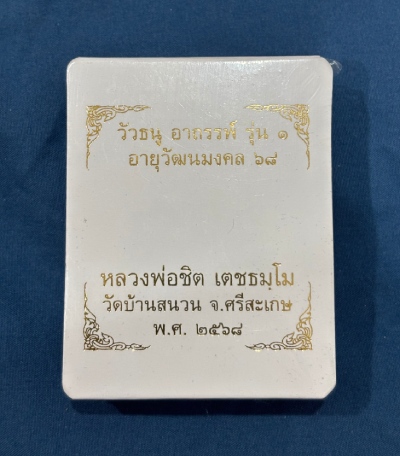 วัวธนู อาถรรพ์ รุ่น ๑
อายุวัฒนมงคล ๖๘
หลวงพ่อชิต เตชธมฺโม
วัดบ้านสนวน จ.ศรีสะเกษ
พ.ศ. ๒๕๖๘